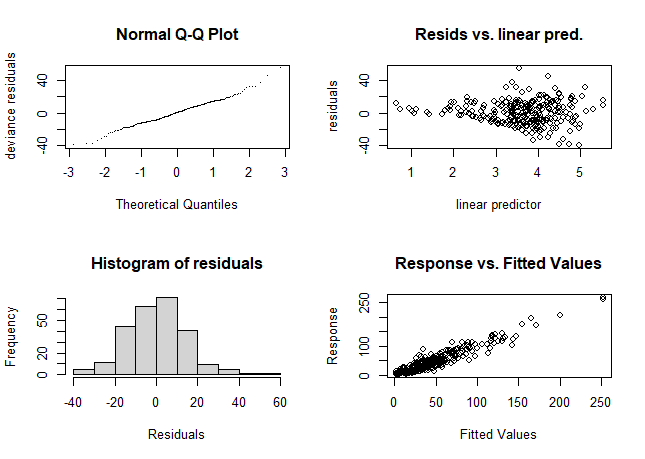 Normal Q-Q Plot
deviance residuals
-40 0 40
-3 -2 -1 0 1 2 3
Theoretical Quantiles
Resids vs. linear pred.
residuals
-40 0 40
1 2 3 4 5
linear predictor
Histogram of residuals
Frequency
0 20 50
-40 -20 0 20 40 60
Residuals
Response vs. Fitted Values
Response
0 100 250
0 50 100 150 200 250
Fitted Values